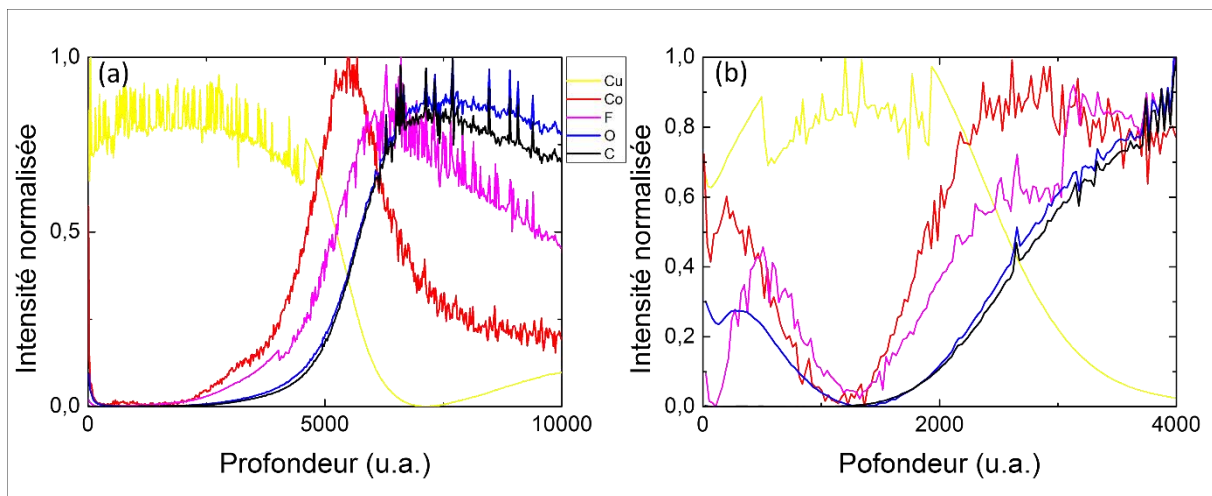 (a)
Intensité normalisée
1,0
0,5
0,0
0
5000
10000
Profondeur (u.a.)
Cu
Co
F
O
C
(b)
Intensité normalisée
1,0
0,8
0,6
0,4
0,2
0,0
0
2000
4000
Pofondeur (u.a.)